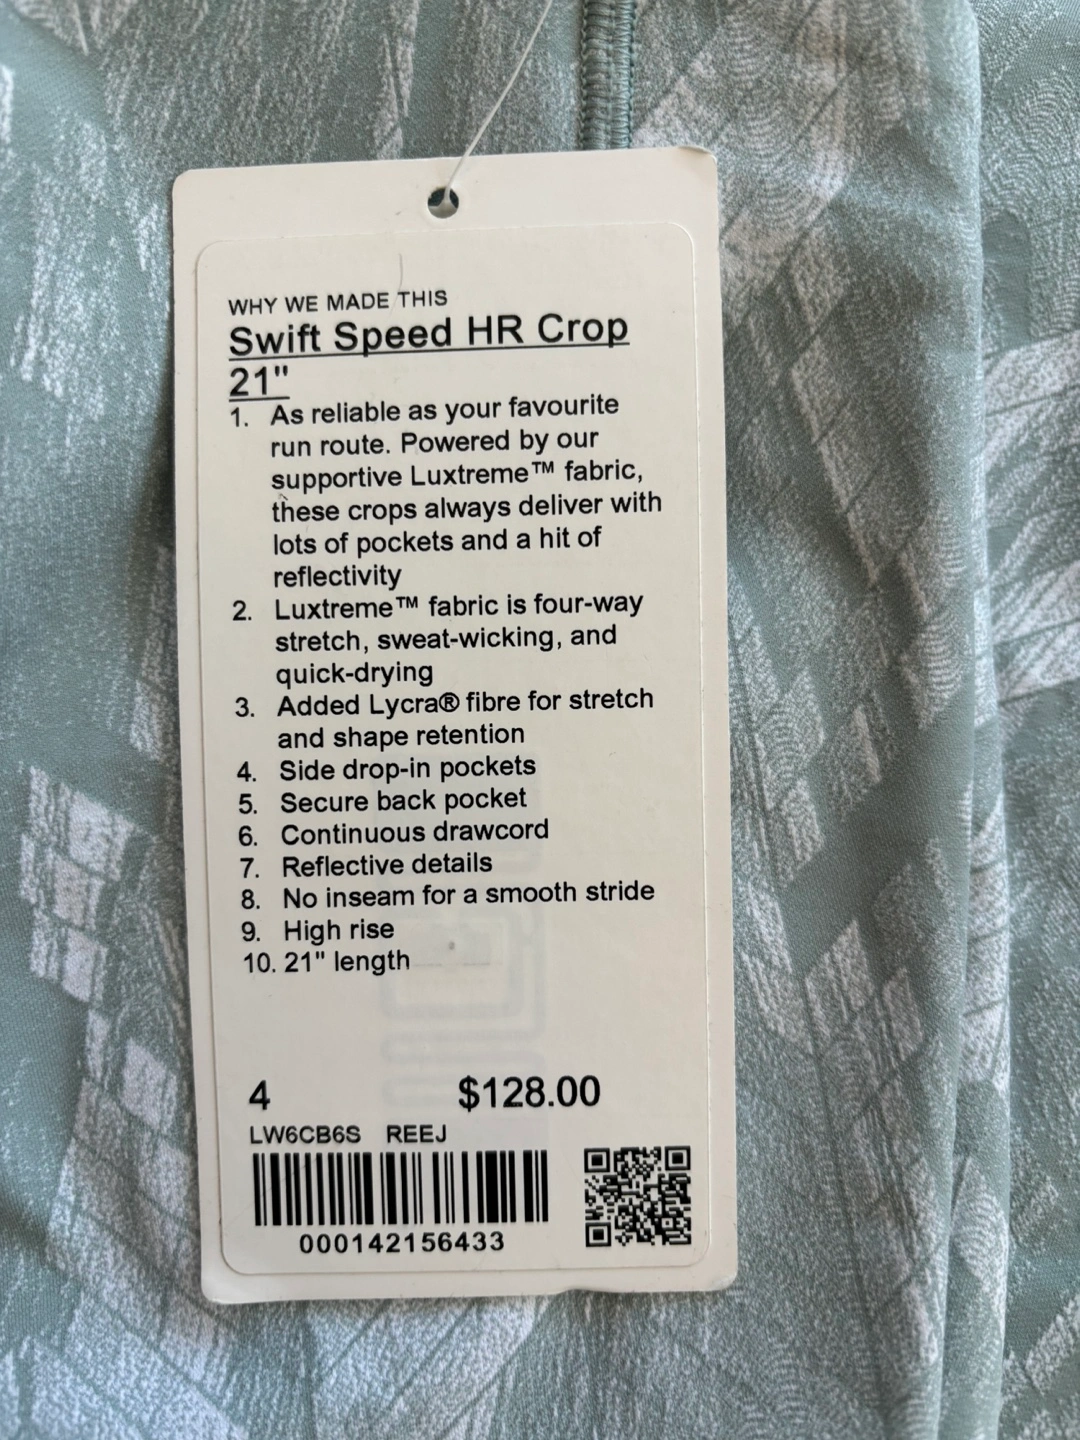 WHY WE MADE THIS
Swift Speed HR Crop
21"
1. As reliable as your favourite
run route. Powered by our
supportive Luxtreme™ fabric,
these crops always deliver with
lots of pockets and a hit of
reflectivity
2. Luxtreme™ fabric is four-way
stretch, sweat-wicking, and
quick-drying
3. Added Lycra® fibre for stretch
and shape retention
4. Side drop-in pockets
5. Secure back pocket
6. Continuous drawcord
7. Reflective details
8. No inseam for a smooth stride
9. High rise
10. 21" length
4 $128.00
LW6CB6S REEJ
000142156433